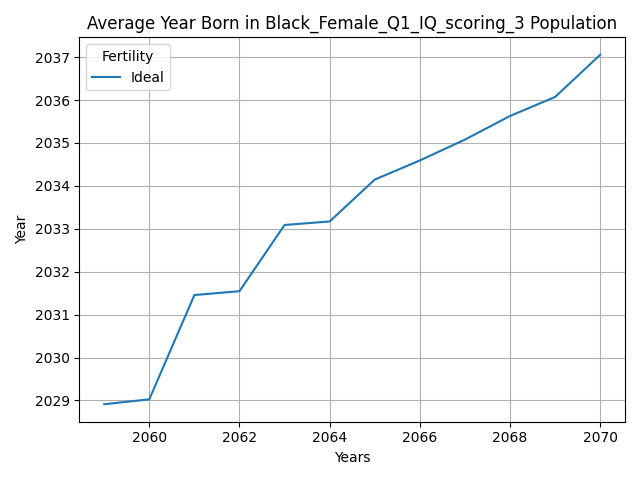 Average Year Born in Black_Female_Q1_IQ_scoring_3 Population
Fertility
Ideal
Year
2037
2036
2035
2034
2033
2032
2031
2030
2029
2060 2062 2064 2066 2068 2070
Years